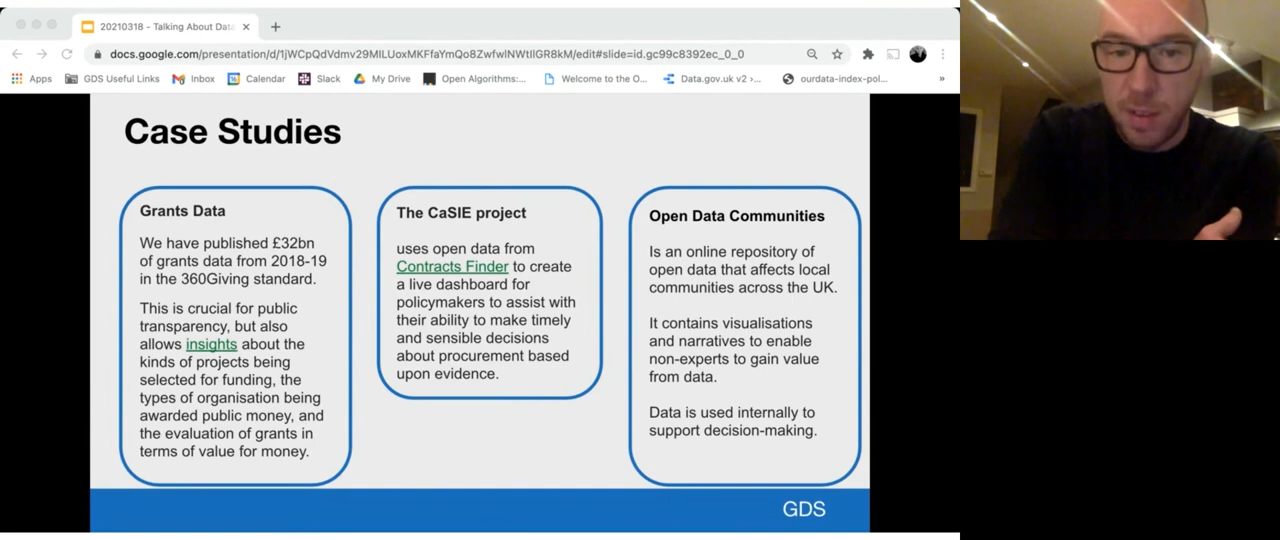 20210318 - Talking About Data
docs.google.com/presentation/d/1jWCpQdVdmv29MILUoxMKFfaYmQo8ZwfwlNWtIlGR8kM/edit#slide=id.gc99c8392ec_0_0
Apps GDS Useful Links Inbox Calendar Slack My Drive Open Algorithms:... Welcome to the O... Data.gov.uk v2 ›... ourdata-index-pol... »
Case Studies
Grants Data
We have published £32bn
of grants data from 2018-19
in the 360Giving standard.
This is crucial for public
transparency, but also
allows insights about the
kinds of projects being
selected for funding, the
types of organisation being
awarded public money, and
the evaluation of grants in
terms of value for money.
The CaSIE project
uses open data from
Contracts Finder to create
a live dashboard for
policymakers to assist with
their ability to make timely
and sensible decisions
about procurement based
upon evidence.
Open Data Communities
Is an online repository of
open data that affects local
communities across the UK.
It contains visualisations
and narratives to enable
non-experts to gain value
from data.
Data is used internally to
support decision-making.
GDS